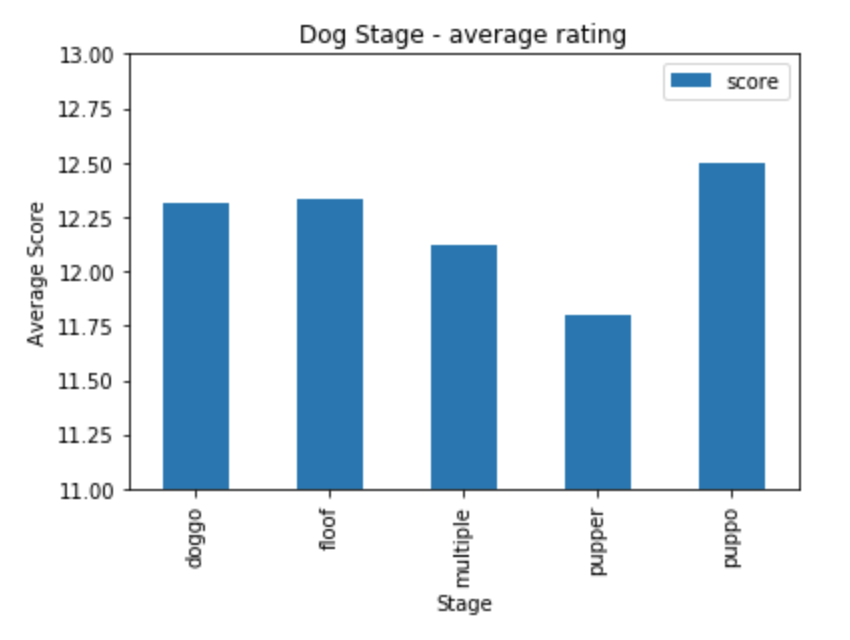 Dog Stage - average rating
score
Average Score
13.00
12.75
12.50
12.25
12.00
11.75
11.50
11.25
11.00
doggo
floof
multiple
pupper
puppo
Stage